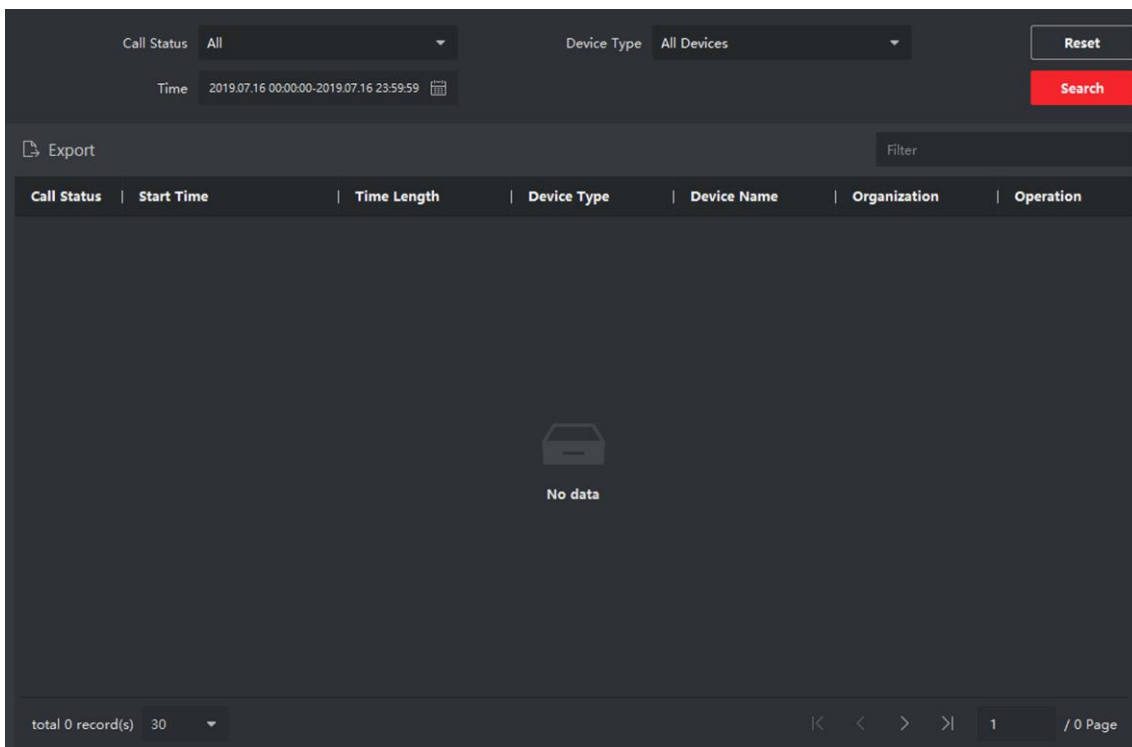 Call Status All Device Type All Devices Reset
Time 2019.07.16 00:00:00-2019.07.16 23:59:59 Search
Export Filter
Call Status | Start Time | Time Length | Device Type | Device Name | Organization | Operation
No data
total 0 record(s) 30 1 / 0 Page